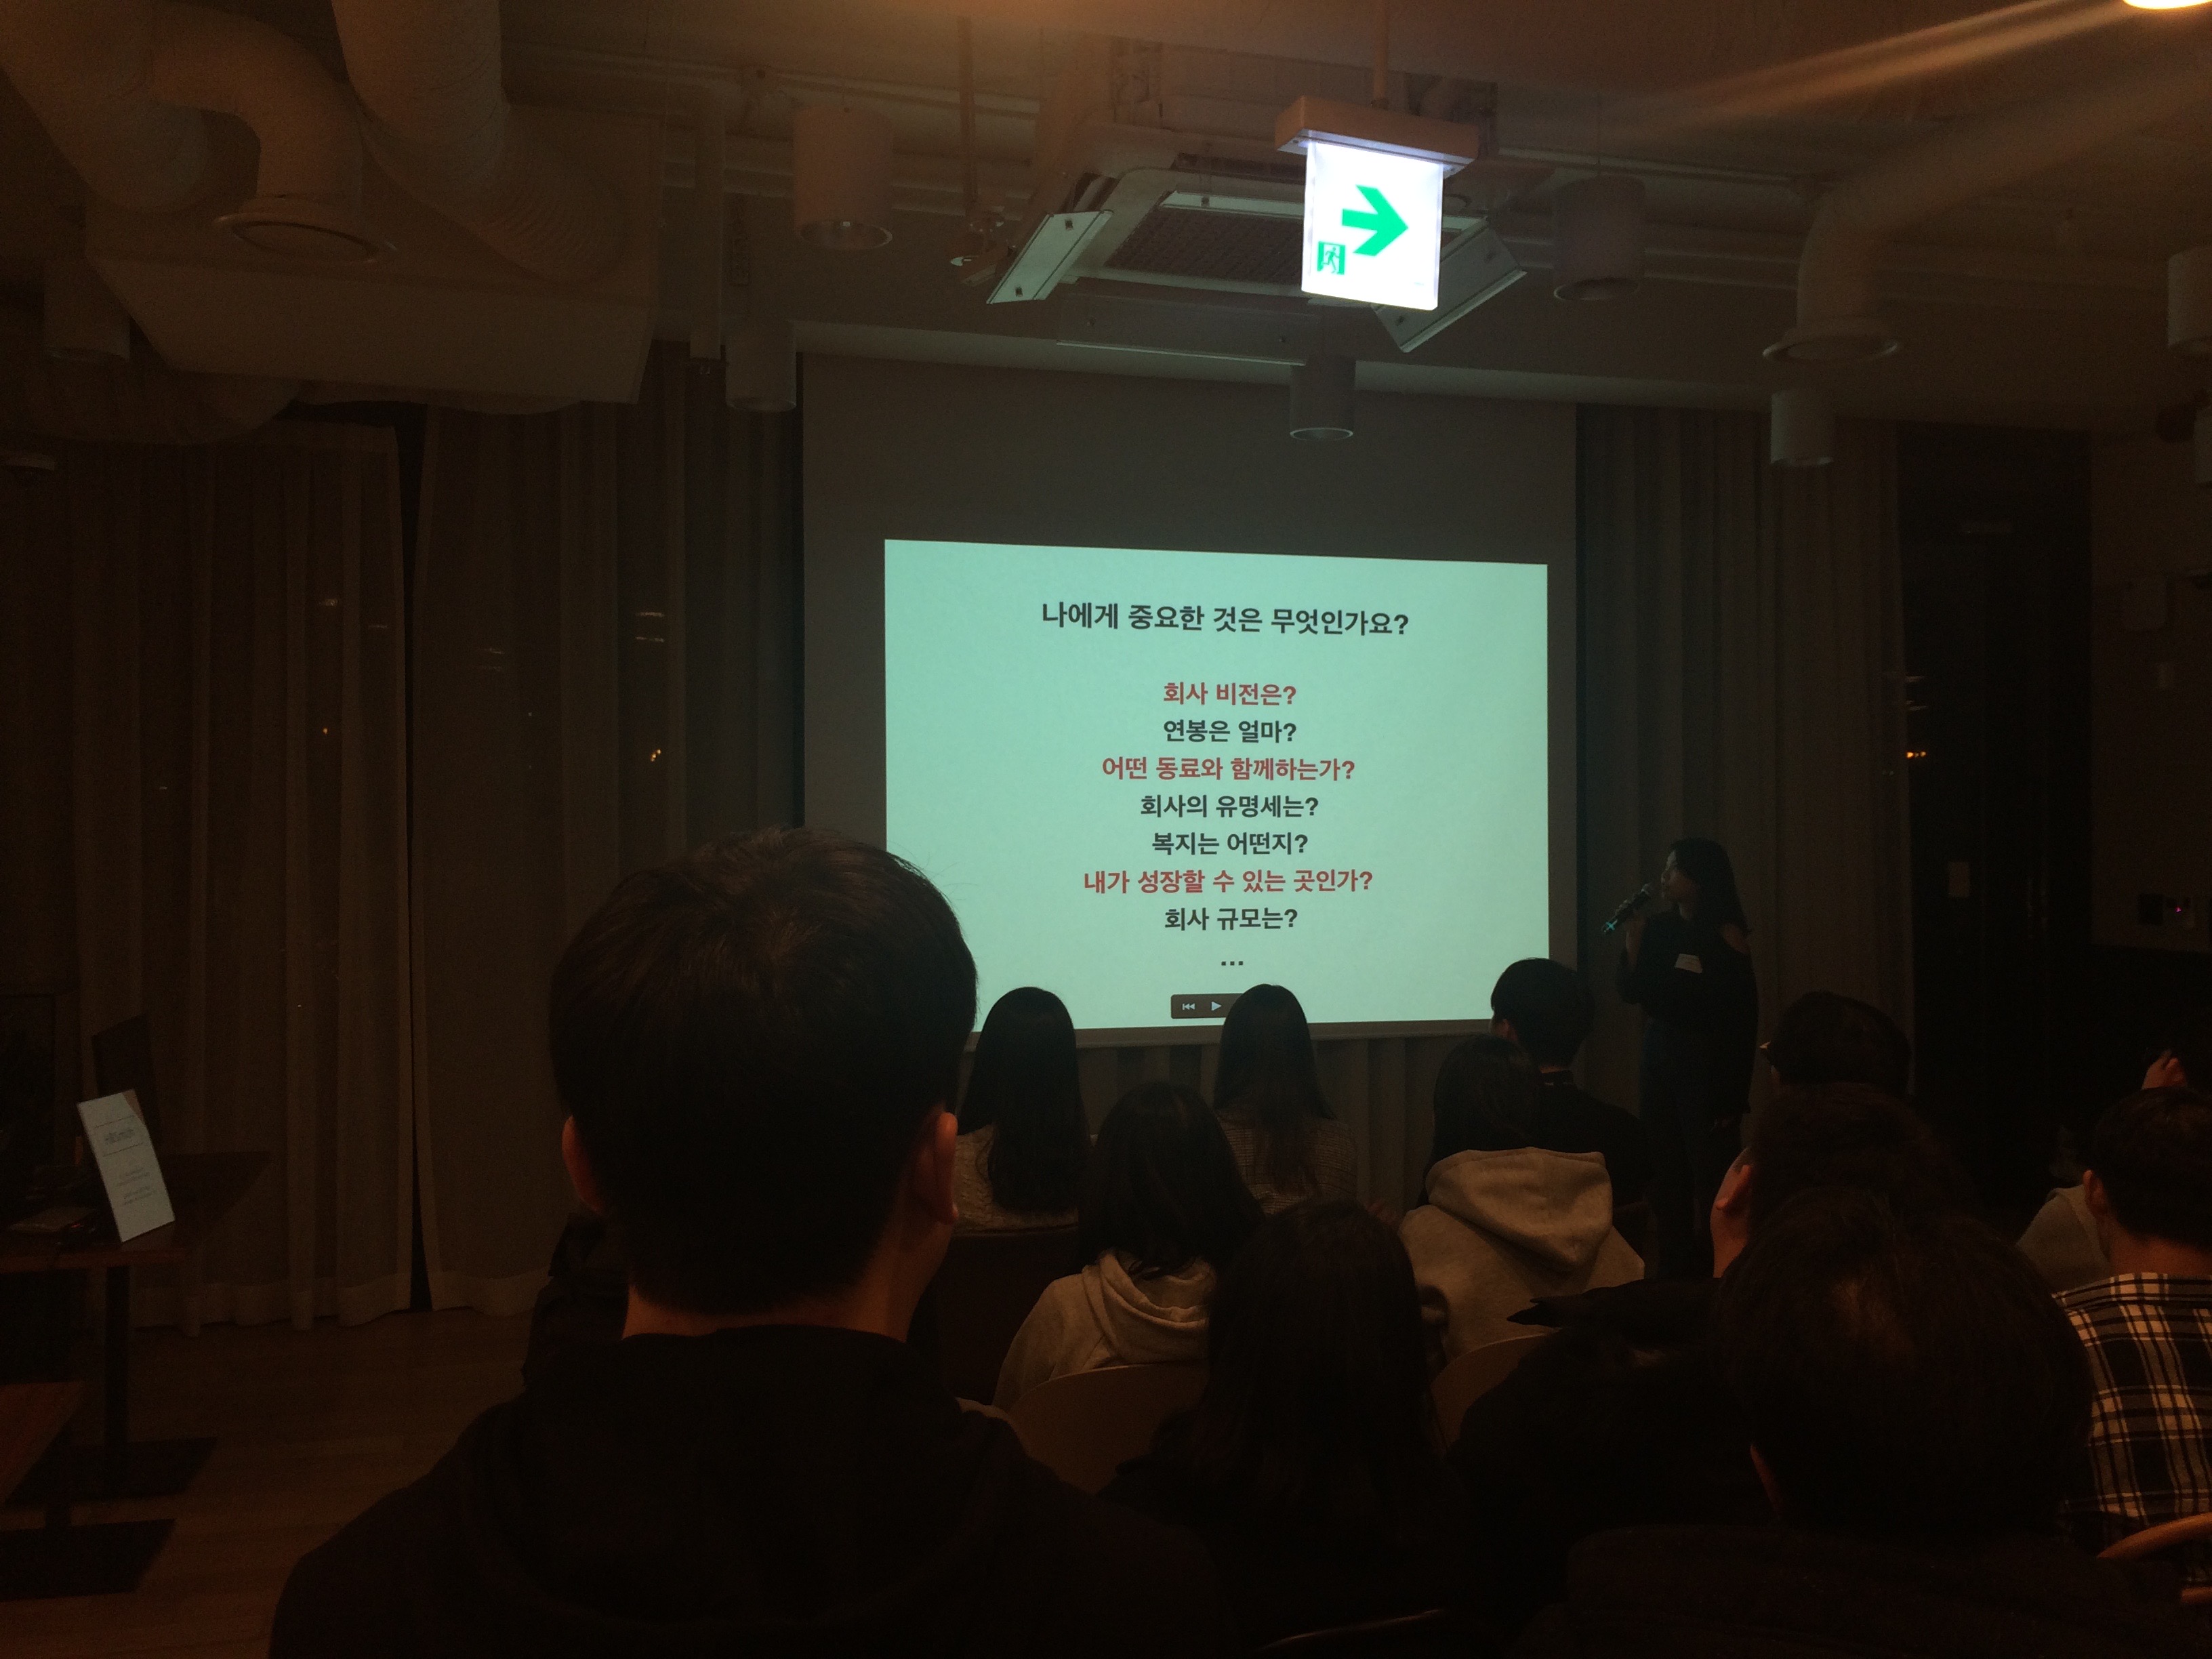 나에게 중요한 것은 무엇인가요?
회사 비전은?
연봉은 얼마?
어떤 동료와 함께하는가?
회사의 유명세는?
복지는 어떤지?
내가 성장할 수 있는 곳인가?
회사 규모는?
...